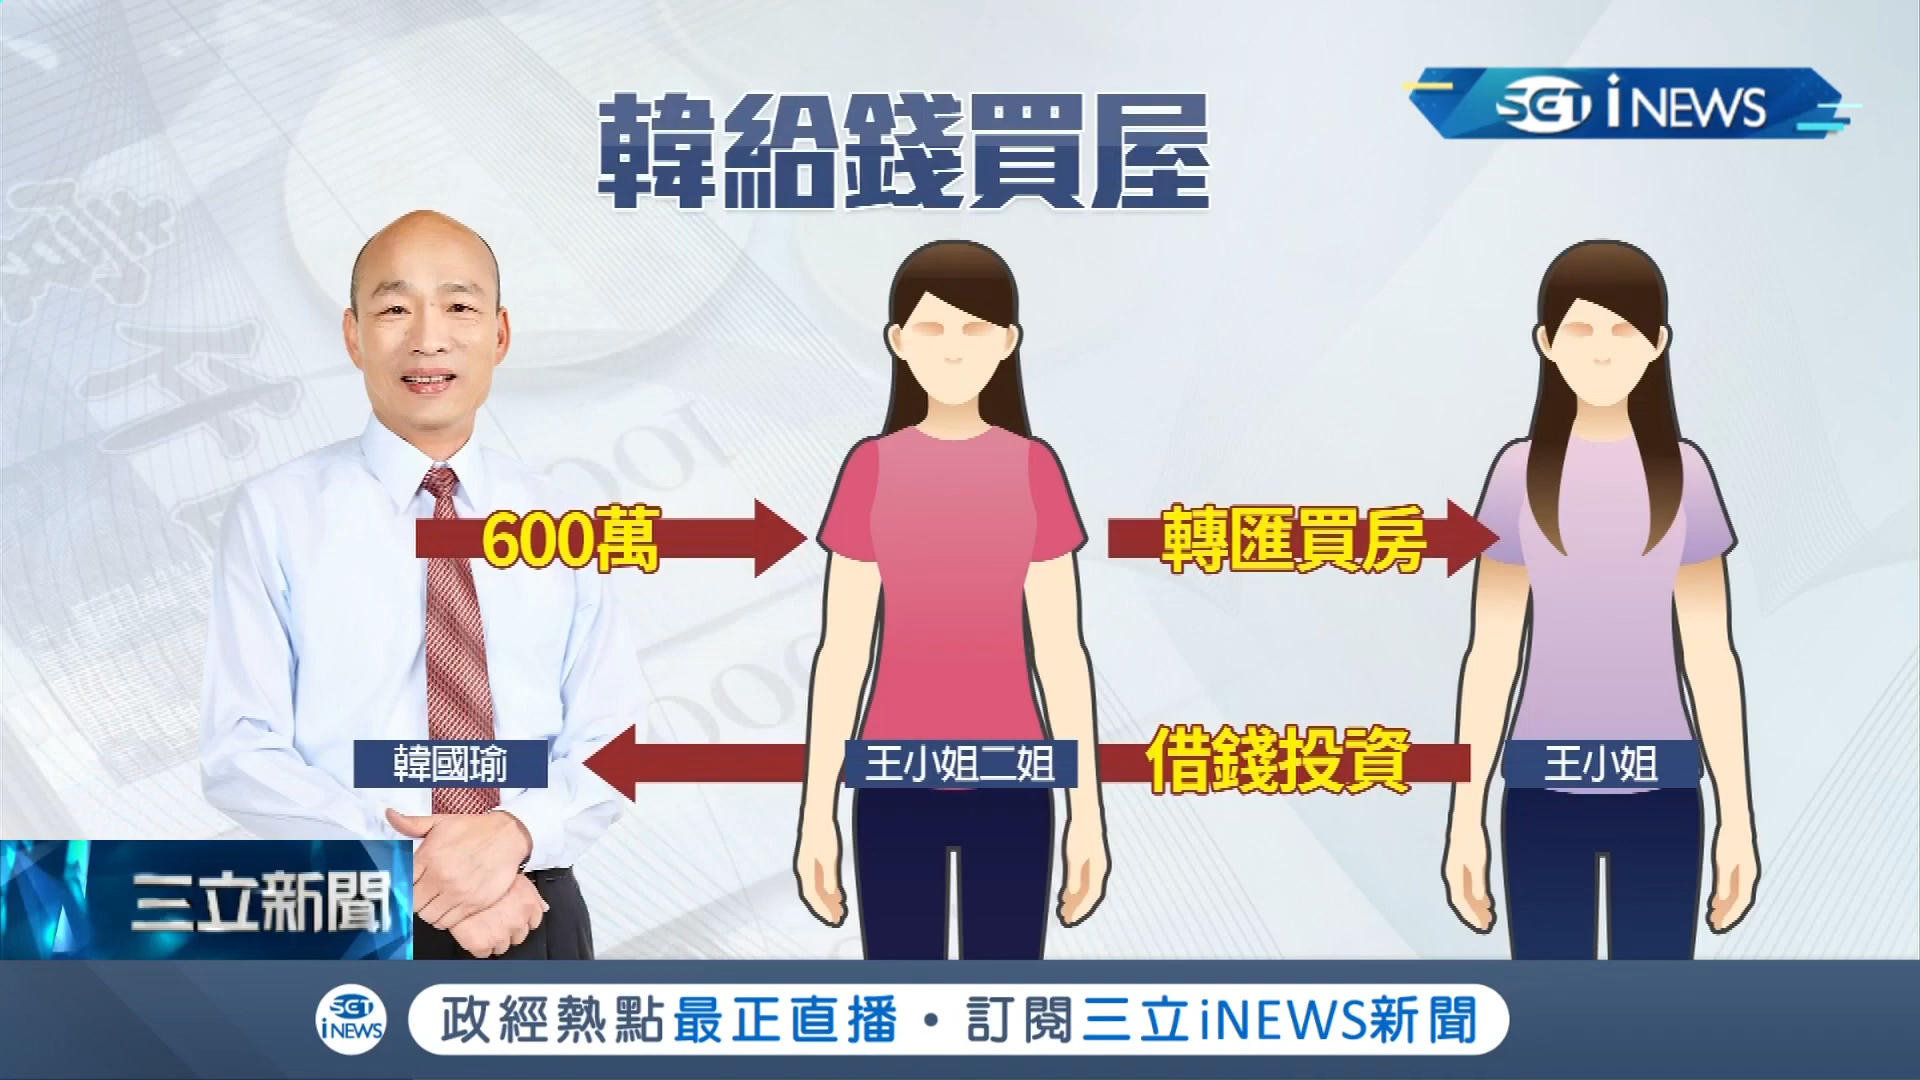 韓給錢買屋
SET iNEWS
600萬
轉匯買房
借錢投資
韓國瑜
王小姐二姐
王小姐
三立新聞
SET iNEWS
政經熱點最正直播・訂閱三立iNEWS新聞